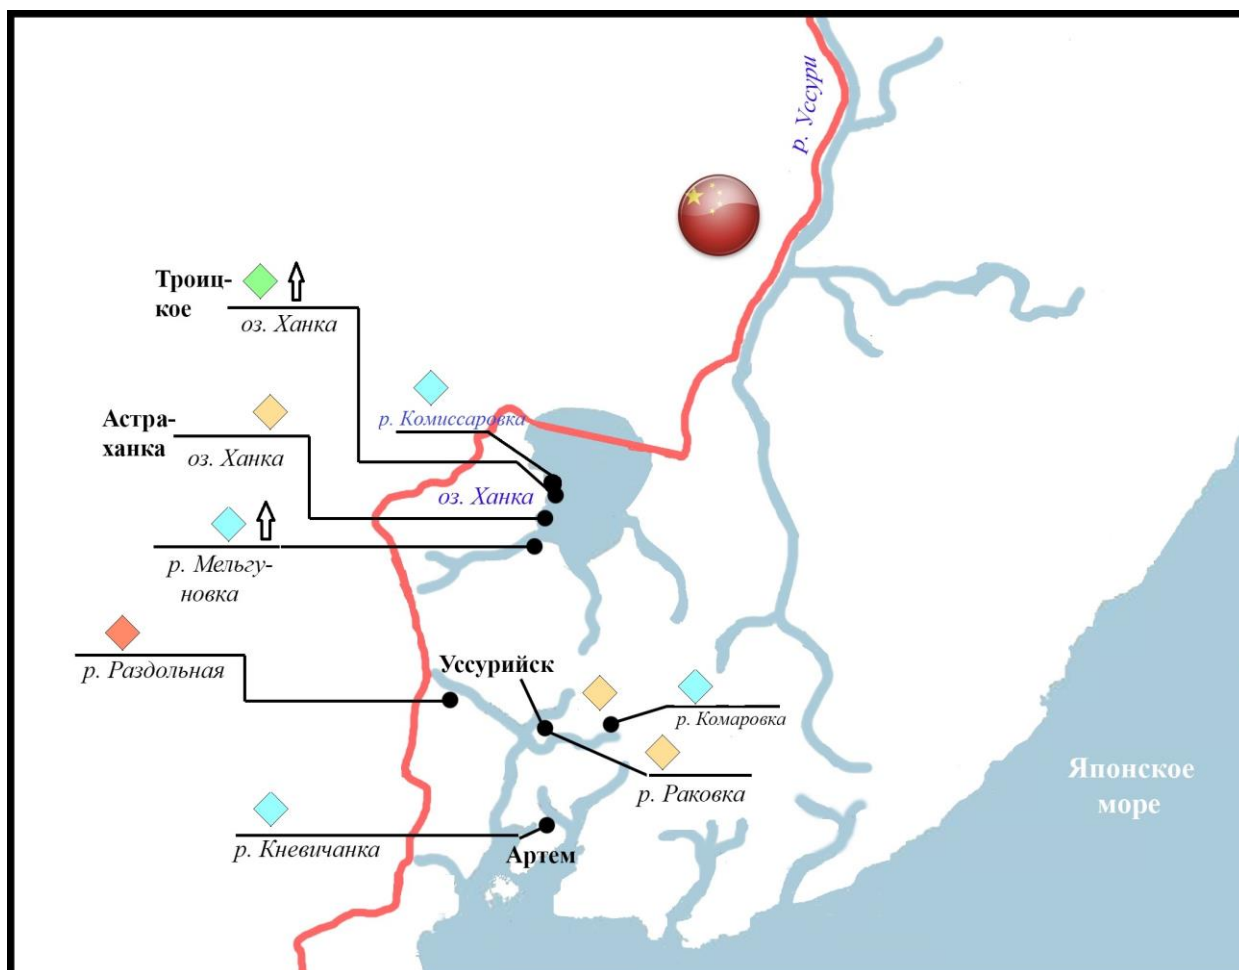 р. Уссури
Троиц-
кое
оз. Ханка
р. Комиссаровка
Астра-
ханка
оз. Ханка
оз. Ханка
р. Мельгу-
новка
Уссурийск
р. Раздольная
р. Комаровка
р. Раковка
Японское
море
р. Кневичанка
Артем